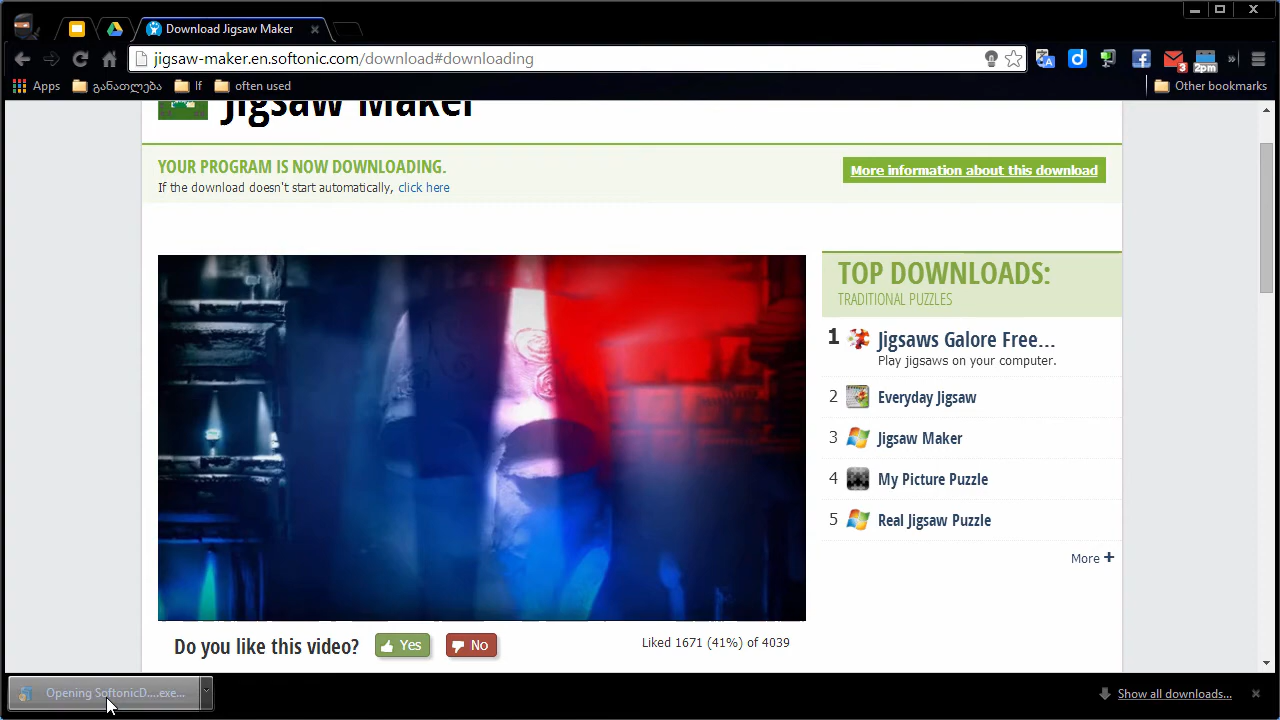 Download Jigsaw Maker
jigsaw-maker.en.softonic.com/download#downloading
3
2pm
Apps
განათლება
If
often used
Other bookmarks
Jigsaw Maker
YOUR PROGRAM IS NOW DOWNLOADING.
If the download doesn't start automatically, click here
More information about this download
TOP DOWNLOADS:
TRADITIONAL PUZZLES
1 Jigsaws Galore Free...
Play jigsaws on your computer.
2 Everyday Jigsaw
3 Jigsaw Maker
4 My Picture Puzzle
5 Real Jigsaw Puzzle
More +
Do you like this video? Yes No Liked 1671 (41%) of 4039
Opening SoftonicD....exe...
Show all downloads...